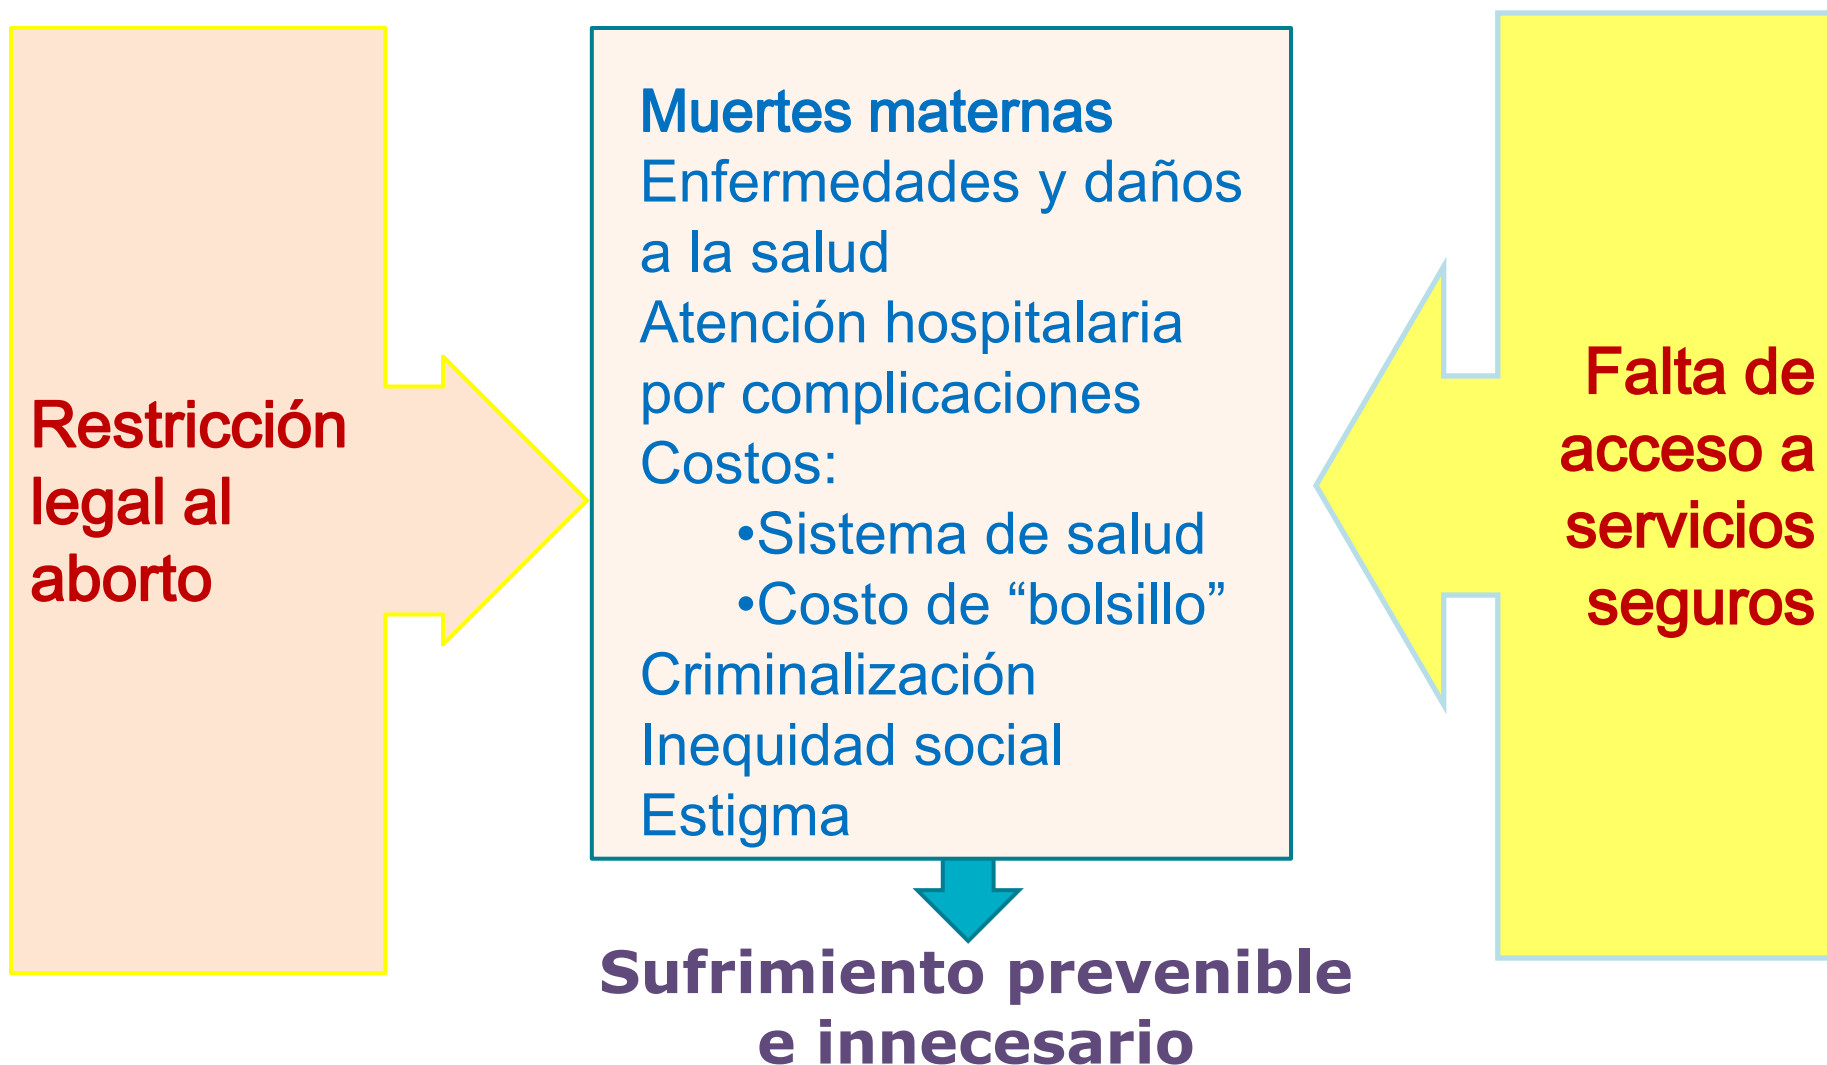 Restricción
legal al
aborto
Muertes maternas
Enfermedades y daños
a la salud
Atención hospitalaria
por complicaciones
Costos:
•Sistema de salud
•Costo de “bolsillo”
Criminalización
Inequidad social
Estigma
Falta de
acceso a
servicios
seguros
Sufrimiento prevenible
e innecesario